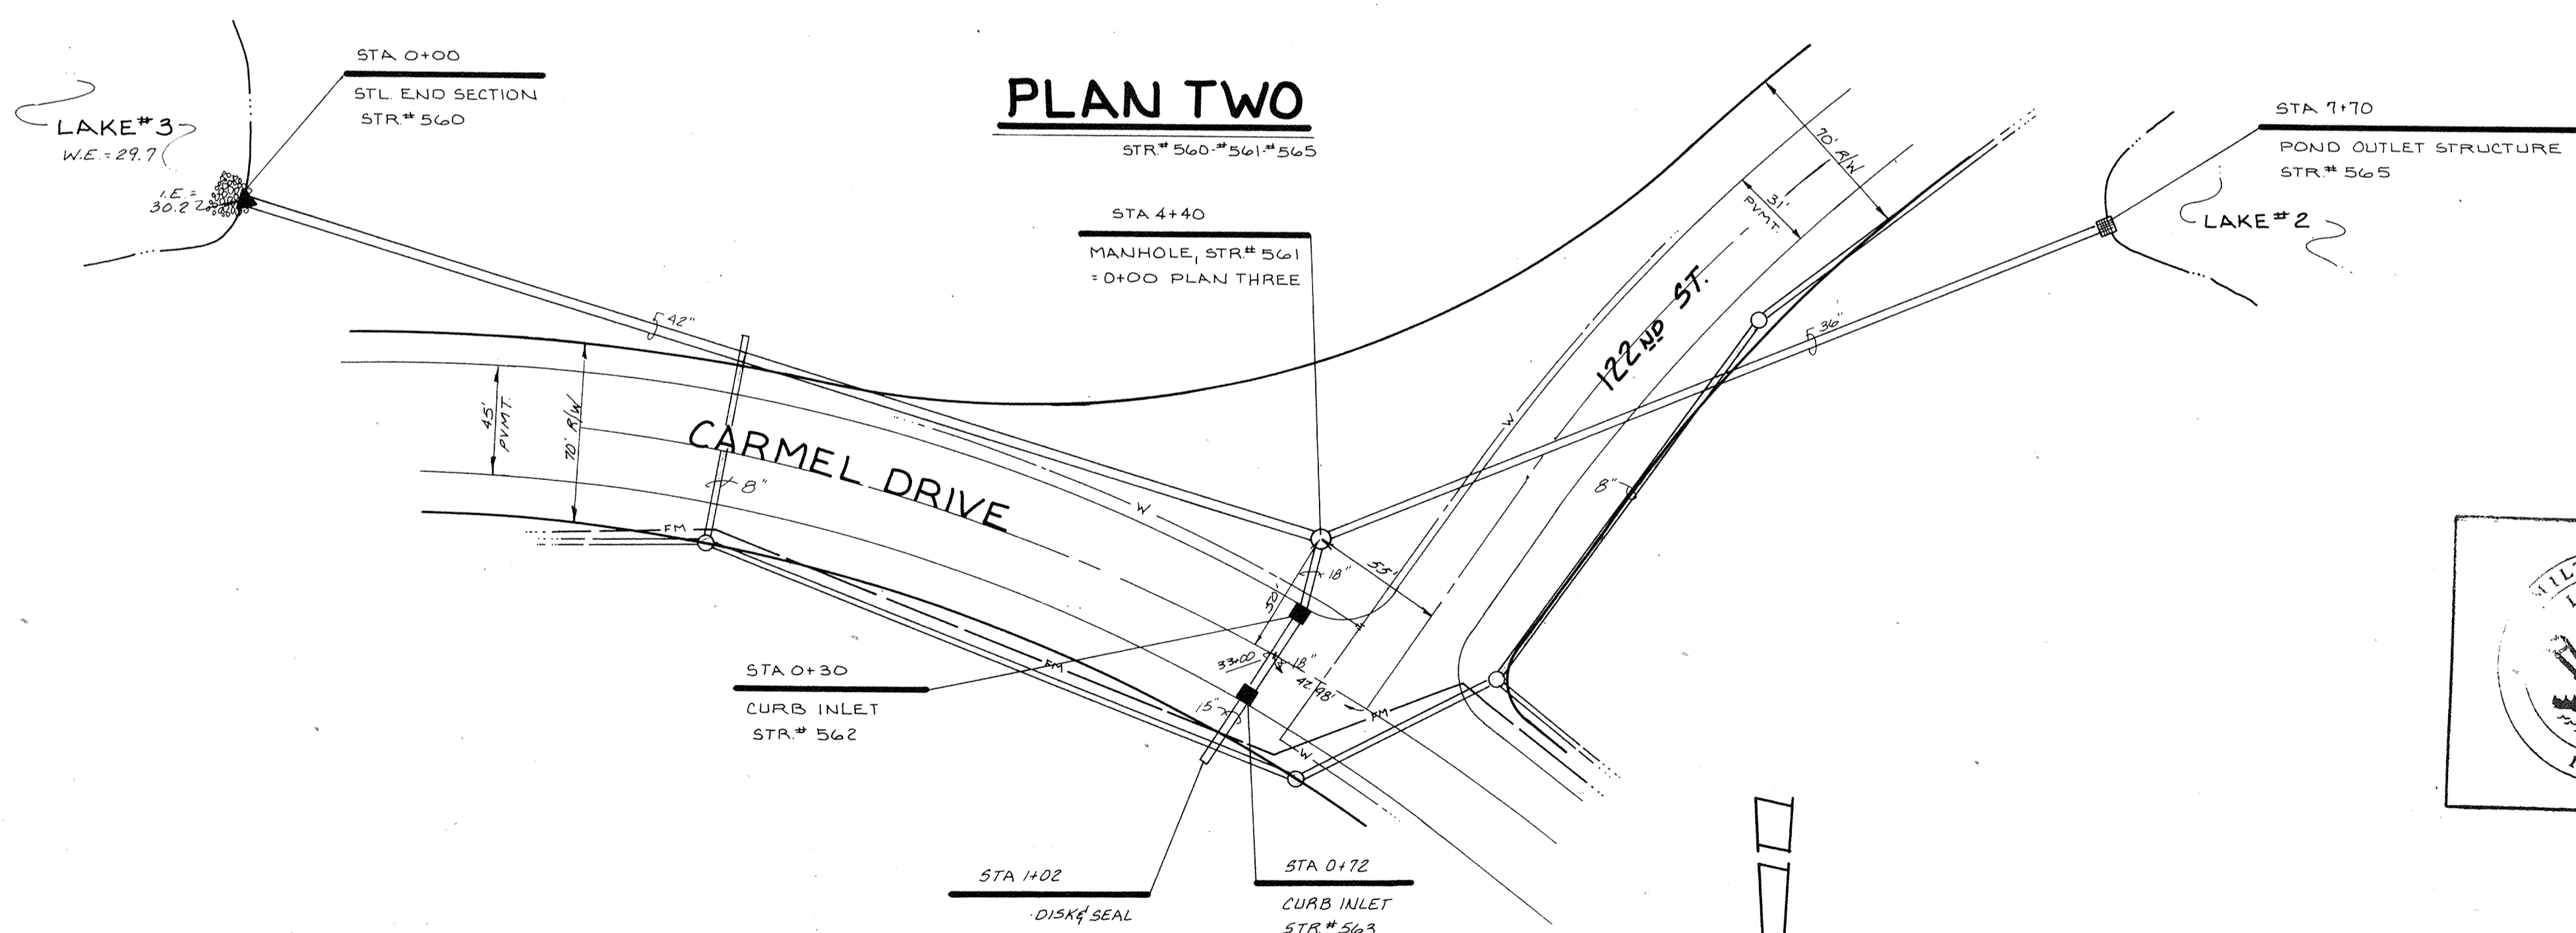 PLAN TWO
STR.# 560-#561-#565
STA 0+00
STL. END SECTION
STR.# 560
LAKE #3
W.E. = 29.7
I.E. =
30.2
STA 7+70
POND OUTLET STRUCTURE
STR.# 565
LAKE #2
STA 4+40
MANHOLE, STR.# 561
= 0+00 PLAN THREE
70' R/W
31'
PVMT.
122ND ST.
42"
36"
45'
PVMT.
70' R/W
CARMEL DRIVE
8"
W
W
8"
FM
18"
55'
50'
33+00
18"
42.98'
15"
FM
FM
W
STA 0+30
CURB INLET
STR.# 562
STA 1+02
DISK & SEAL
STA 0+72
CURB INLET
STR.# 563